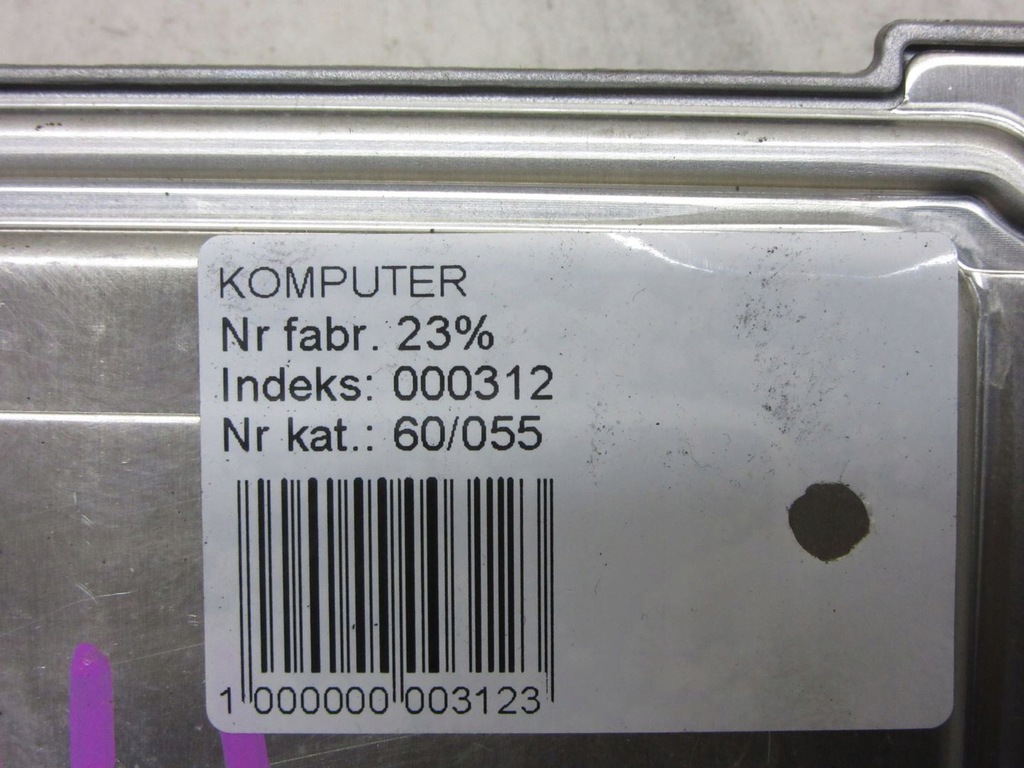 KOMPUTER
Nr fabr. 23%
Indeks: 000312
Nr kat.: 60/055
1 000000 003123